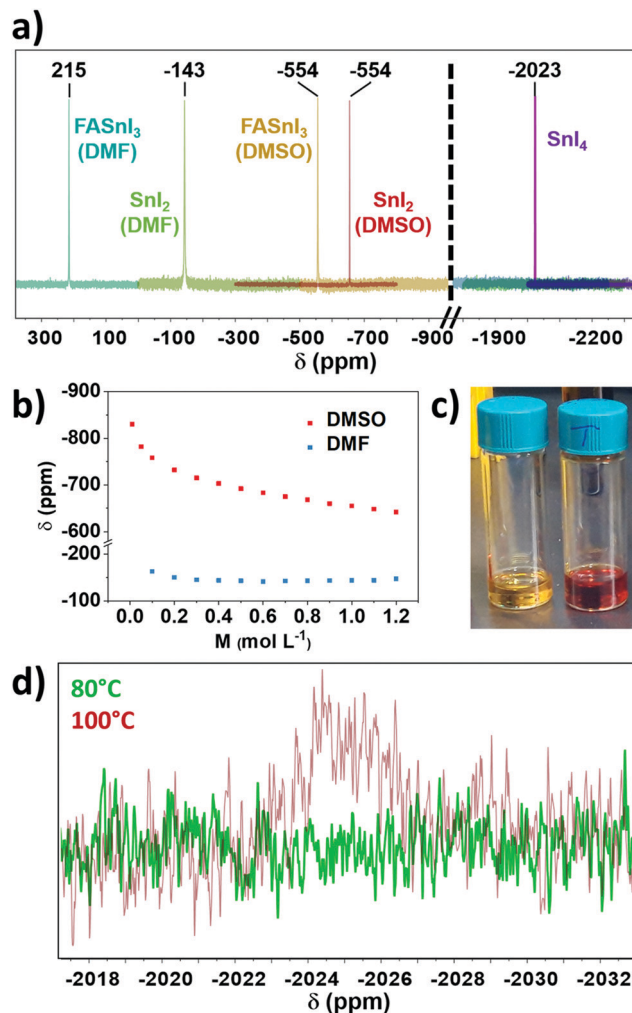 a)
215 -143 -554 -554 -2023
FASnI₃
(DMF)
SnI₂
(DMF)
FASnI₃
(DMSO)
SnI₂
(DMSO)
SnI₄
300 100 -100 -300 -500 -700 -900 -1900 -2200
δ (ppm)
b)
-900
-800
-700
-600
-200
-100
δ (ppm)
DMSO
DMF
0.0 0.2 0.4 0.6 0.8 1.0 1.2
M (mol L⁻¹)
c)
d)
80°C
100°C
-2018 -2020 -2022 -2024 -2026 -2028 -2030 -2032
δ (ppm)